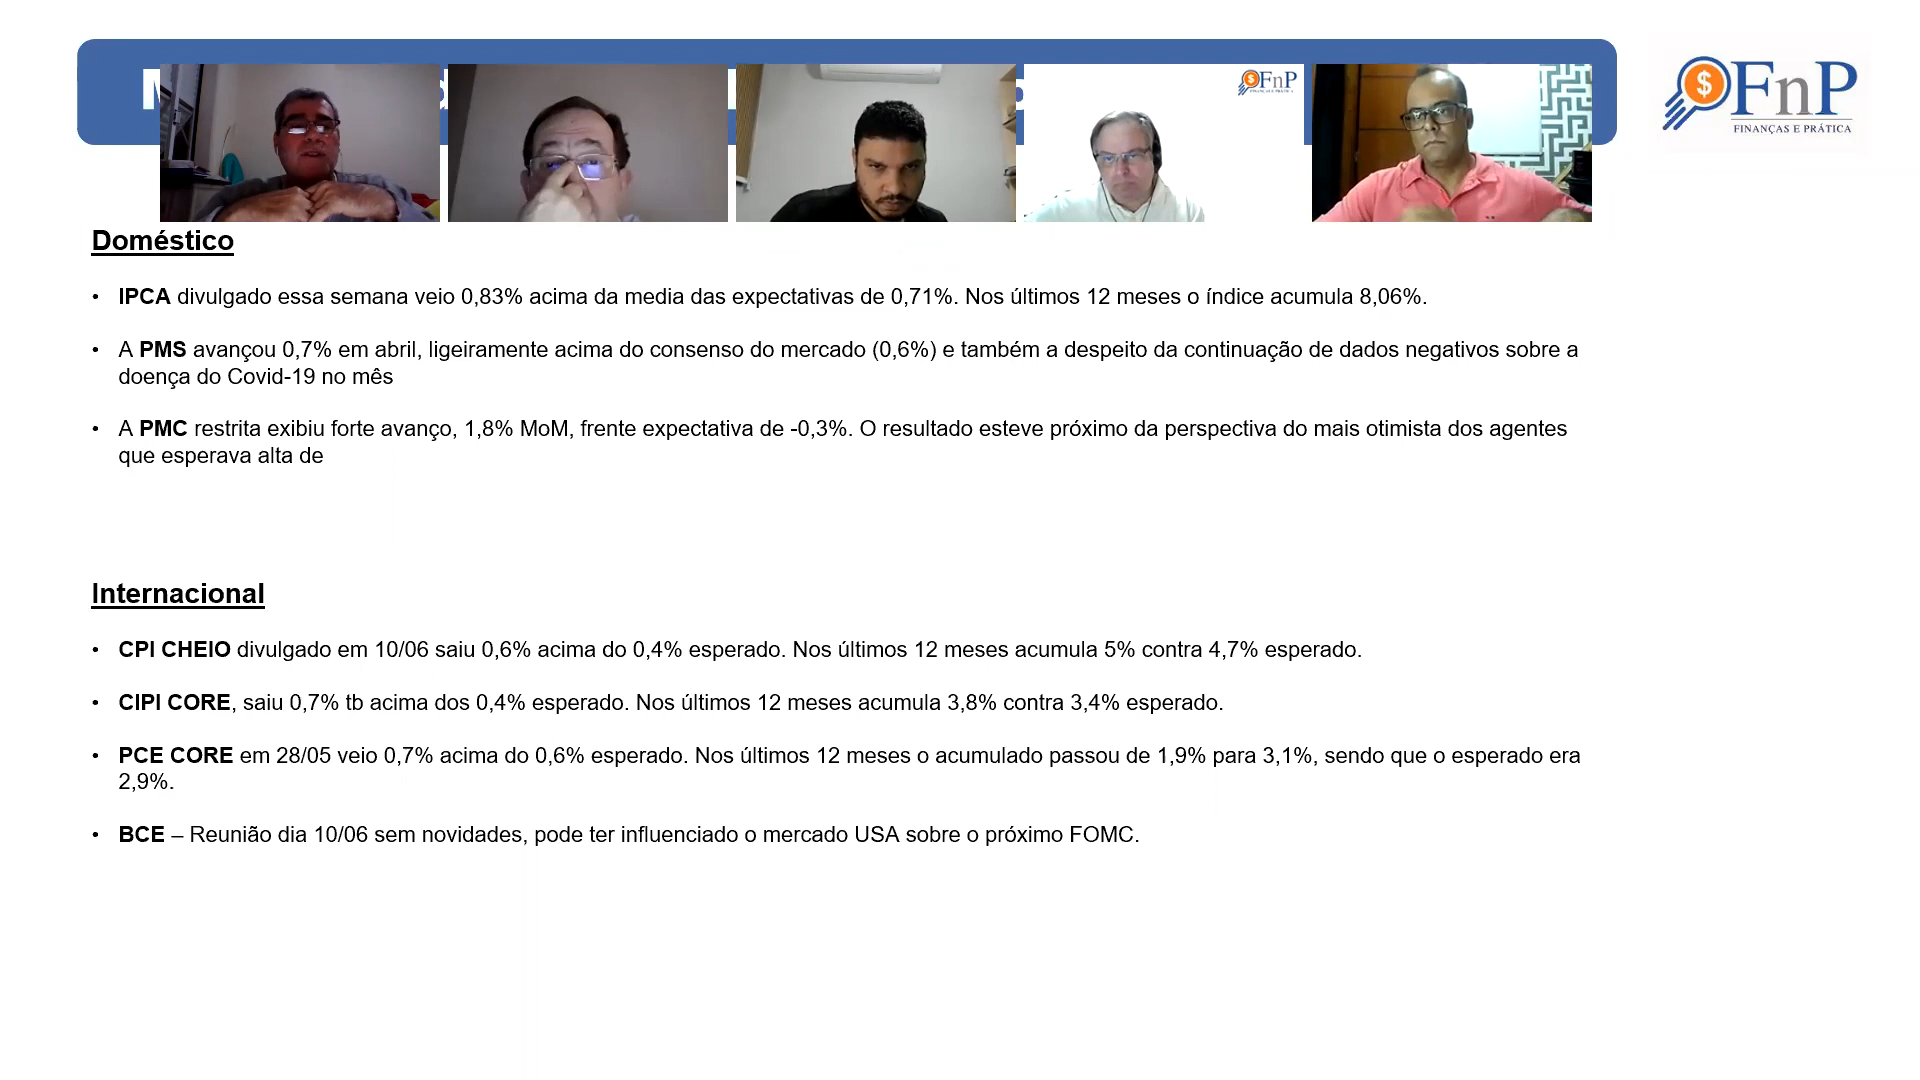 FnP
FINANÇAS E PRÁTICA
FnP
FINANÇAS E PRÁTICA
Doméstico
• IPCA divulgado essa semana veio 0,83% acima da media das expectativas de 0,71%. Nos últimos 12 meses o índice acumula 8,06%.
• A PMS avançou 0,7% em abril, ligeiramente acima do consenso do mercado (0,6%) e também a despeito da continuação de dados negativos sobre a
doença do Covid-19 no mês
• A PMC restrita exibiu forte avanço, 1,8% MoM, frente expectativa de -0,3%. O resultado esteve próximo da perspectiva do mais otimista dos agentes
que esperava alta de
Internacional
• CPI CHEIO divulgado em 10/06 saiu 0,6% acima do 0,4% esperado. Nos últimos 12 meses acumula 5% contra 4,7% esperado.
• CIPI CORE, saiu 0,7% tb acima dos 0,4% esperado. Nos últimos 12 meses acumula 3,8% contra 3,4% esperado.
• PCE CORE em 28/05 veio 0,7% acima do 0,6% esperado. Nos últimos 12 meses o acumulado passou de 1,9% para 3,1%, sendo que o esperado era
2,9%.
• BCE – Reunião dia 10/06 sem novidades, pode ter influenciado o mercado USA sobre o próximo FOMC.